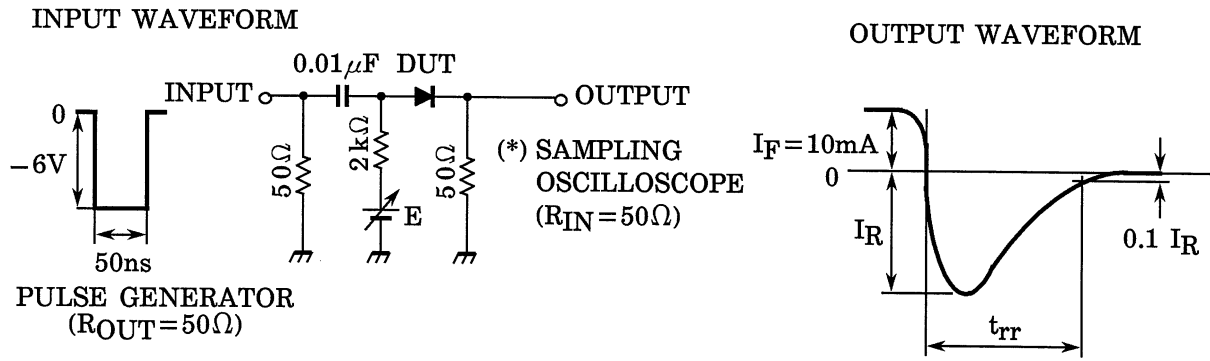 INPUT WAVEFORM
0
−6V
50ns
PULSE GENERATOR
(ROUT=50Ω)
0.01μF DUT
INPUT
OUTPUT
50Ω
2kΩ
E
50Ω
(*) SAMPLING
OSCILLOSCOPE
(RIN=50Ω)
OUTPUT WAVEFORM
IF=10mA
0
IR
0.1 IR
trr